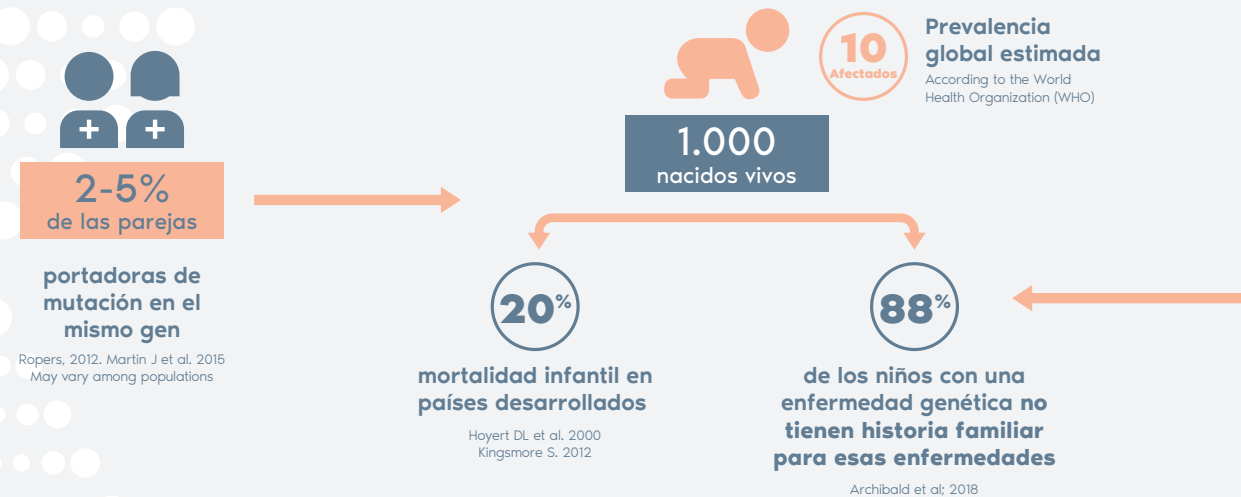 2-5%
de las parejas
portadoras de
mutación en el
mismo gen
Ropers, 2012. Martin J et al. 2015
May vary among populations
1.000
nacidos vivos
10
Afectados
Prevalencia
global estimada
According to the World
Health Organization (WHO)
20%
mortalidad infantil en
países desarrollados
Hoyert DL et al. 2000
Kingsmore S. 2012
88%
de los niños con una
enfermedad genética no
tienen historia familiar
para esas enfermedades
Archibald et al; 2018